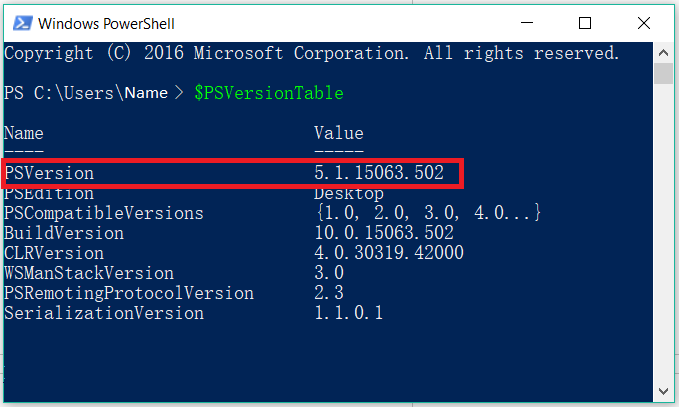 Windows PowerShell
Copyright (C) 2016 Microsoft Corporation. All rights reserved.
PS C:\Users\Name > $PSVersionTable
Name Value
---- -----
PSVersion 5.1.15063.502
PSEdition Desktop
PSCompatibleVersions {1.0, 2.0, 3.0, 4.0...}
BuildVersion 10.0.15063.502
CLRVersion 4.0.30319.42000
WSManStackVersion 3.0
PSRemotingProtocolVersion 2.3
SerializationVersion 1.1.0.1